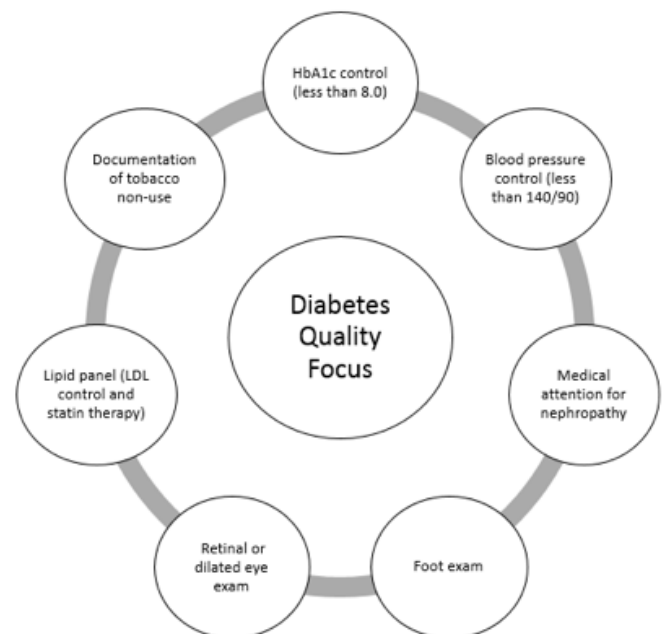 HbA1c control
(less than 8.0)
Blood pressure
control (less
than 140/90)
Medical
attention for
nephropathy
Foot exam
Retinal or
dilated eye
exam
Lipid panel (LDL
control and
statin therapy)
Documentation
of tobacco
non-use
Diabetes
Quality
Focus